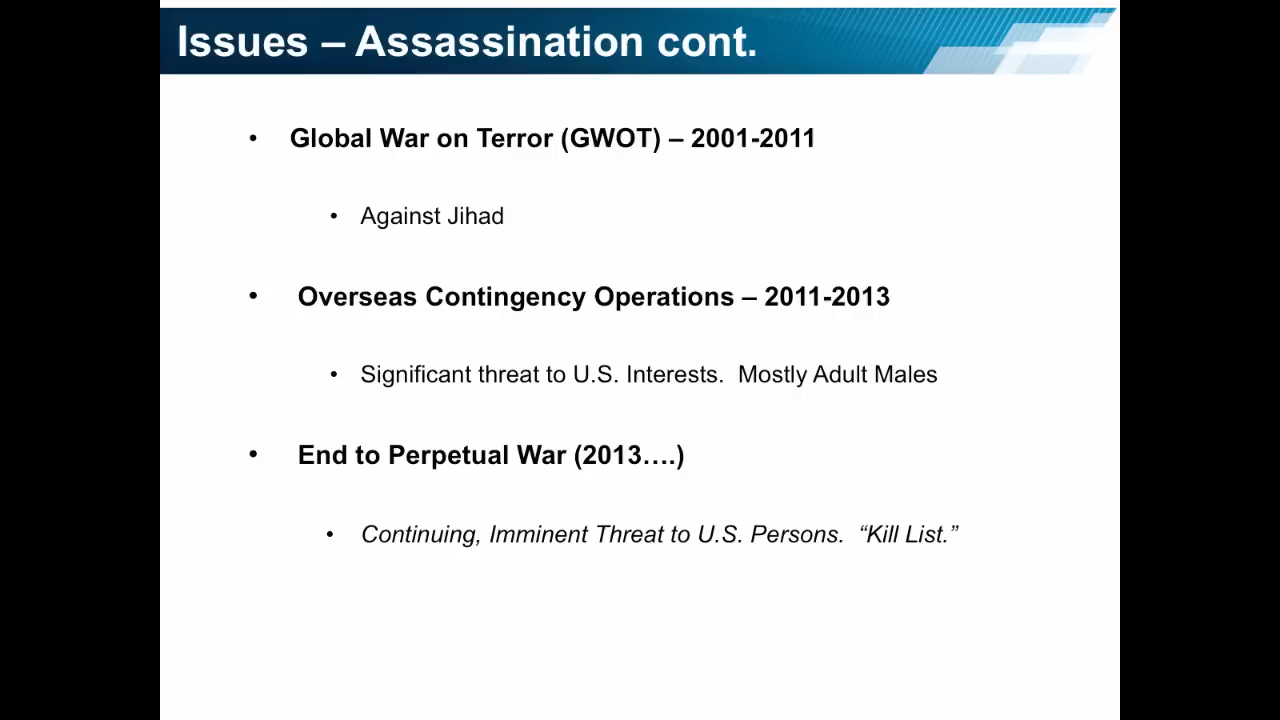 Issues – Assassination cont.
• Global War on Terror (GWOT) – 2001-2011
• Against Jihad
• Overseas Contingency Operations – 2011-2013
• Significant threat to U.S. Interests.  Mostly Adult Males
• End to Perpetual War (2013….)
• Continuing, Imminent Threat to U.S. Persons.  “Kill List.”